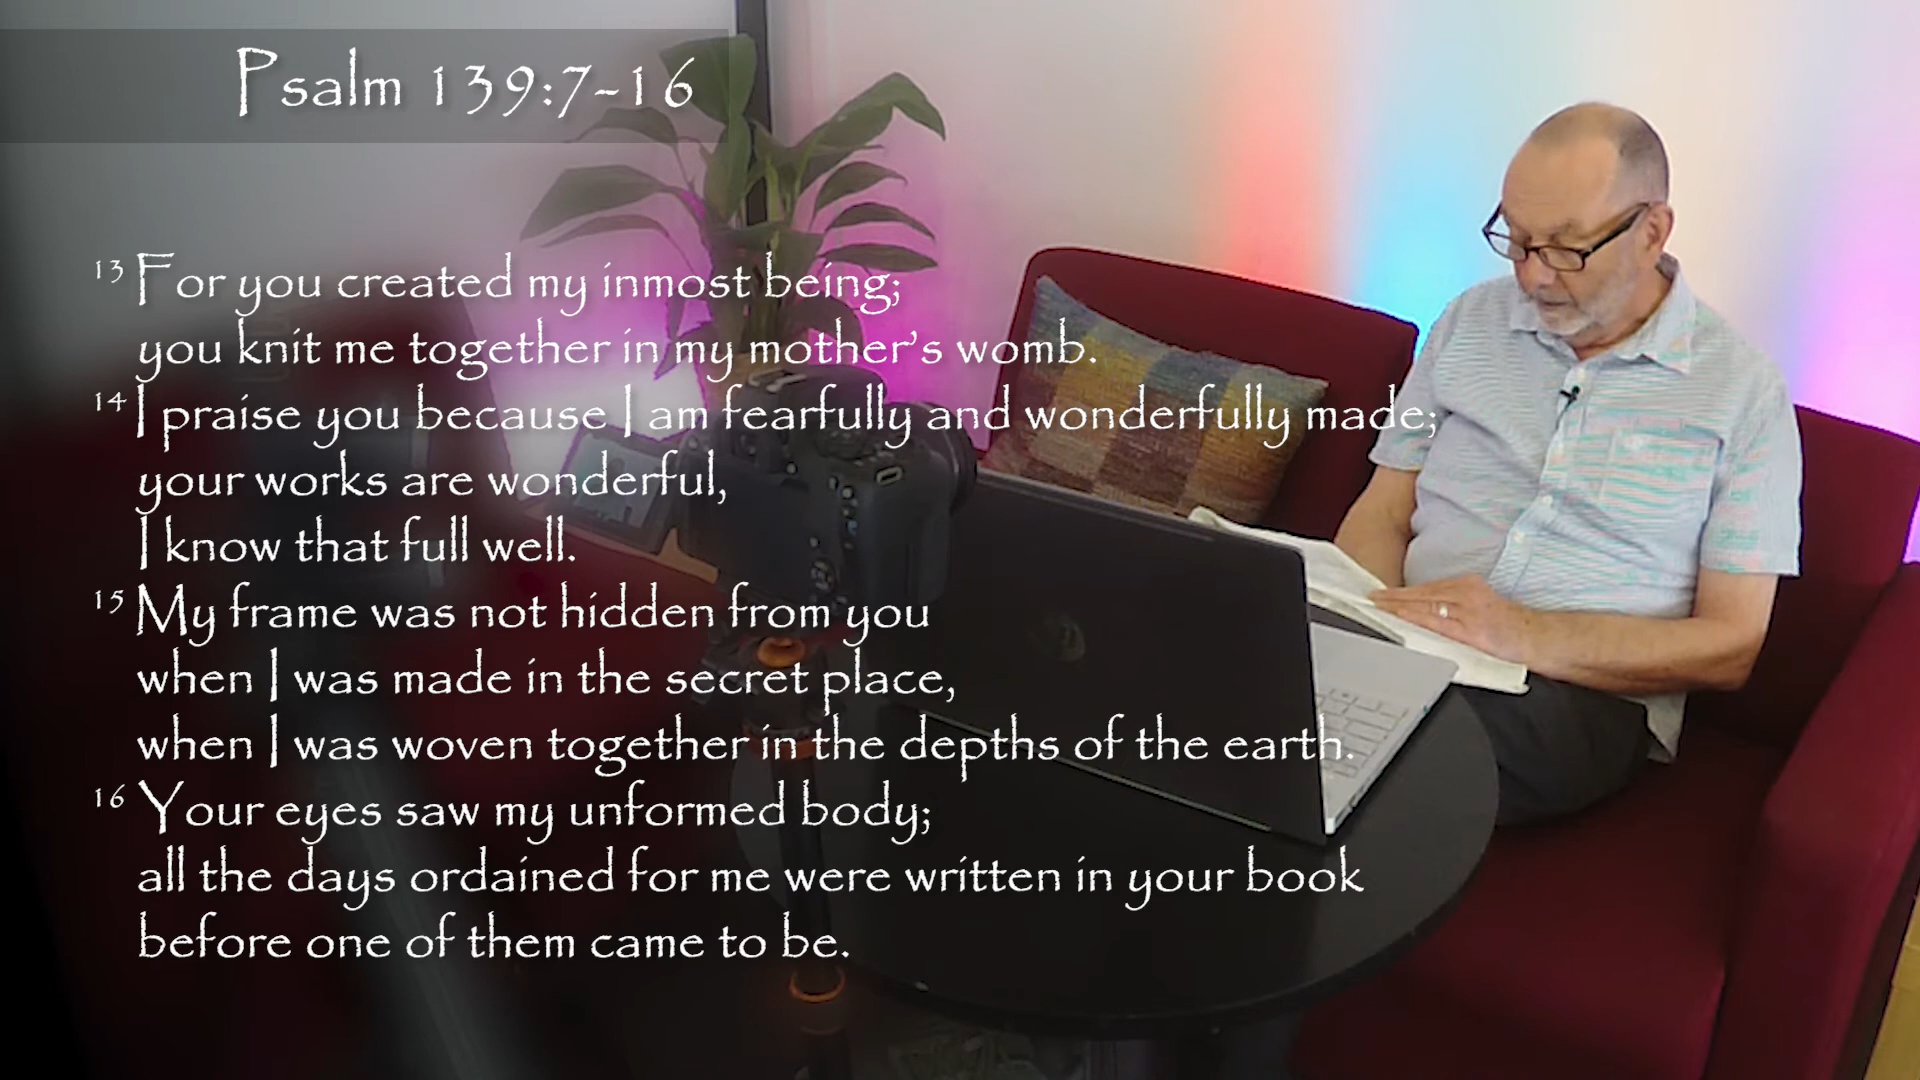 Psalm 139:7-16
13 For you created my inmost being;
you knit me together in my mother's womb.
14 I praise you because I am fearfully and wonderfully made;
your works are wonderful,
I know that full well.
15 My frame was not hidden from you
when I was made in the secret place,
when I was woven together in the depths of the earth.
16 Your eyes saw my unformed body;
all the days ordained for me were written in your book
before one of them came to be.